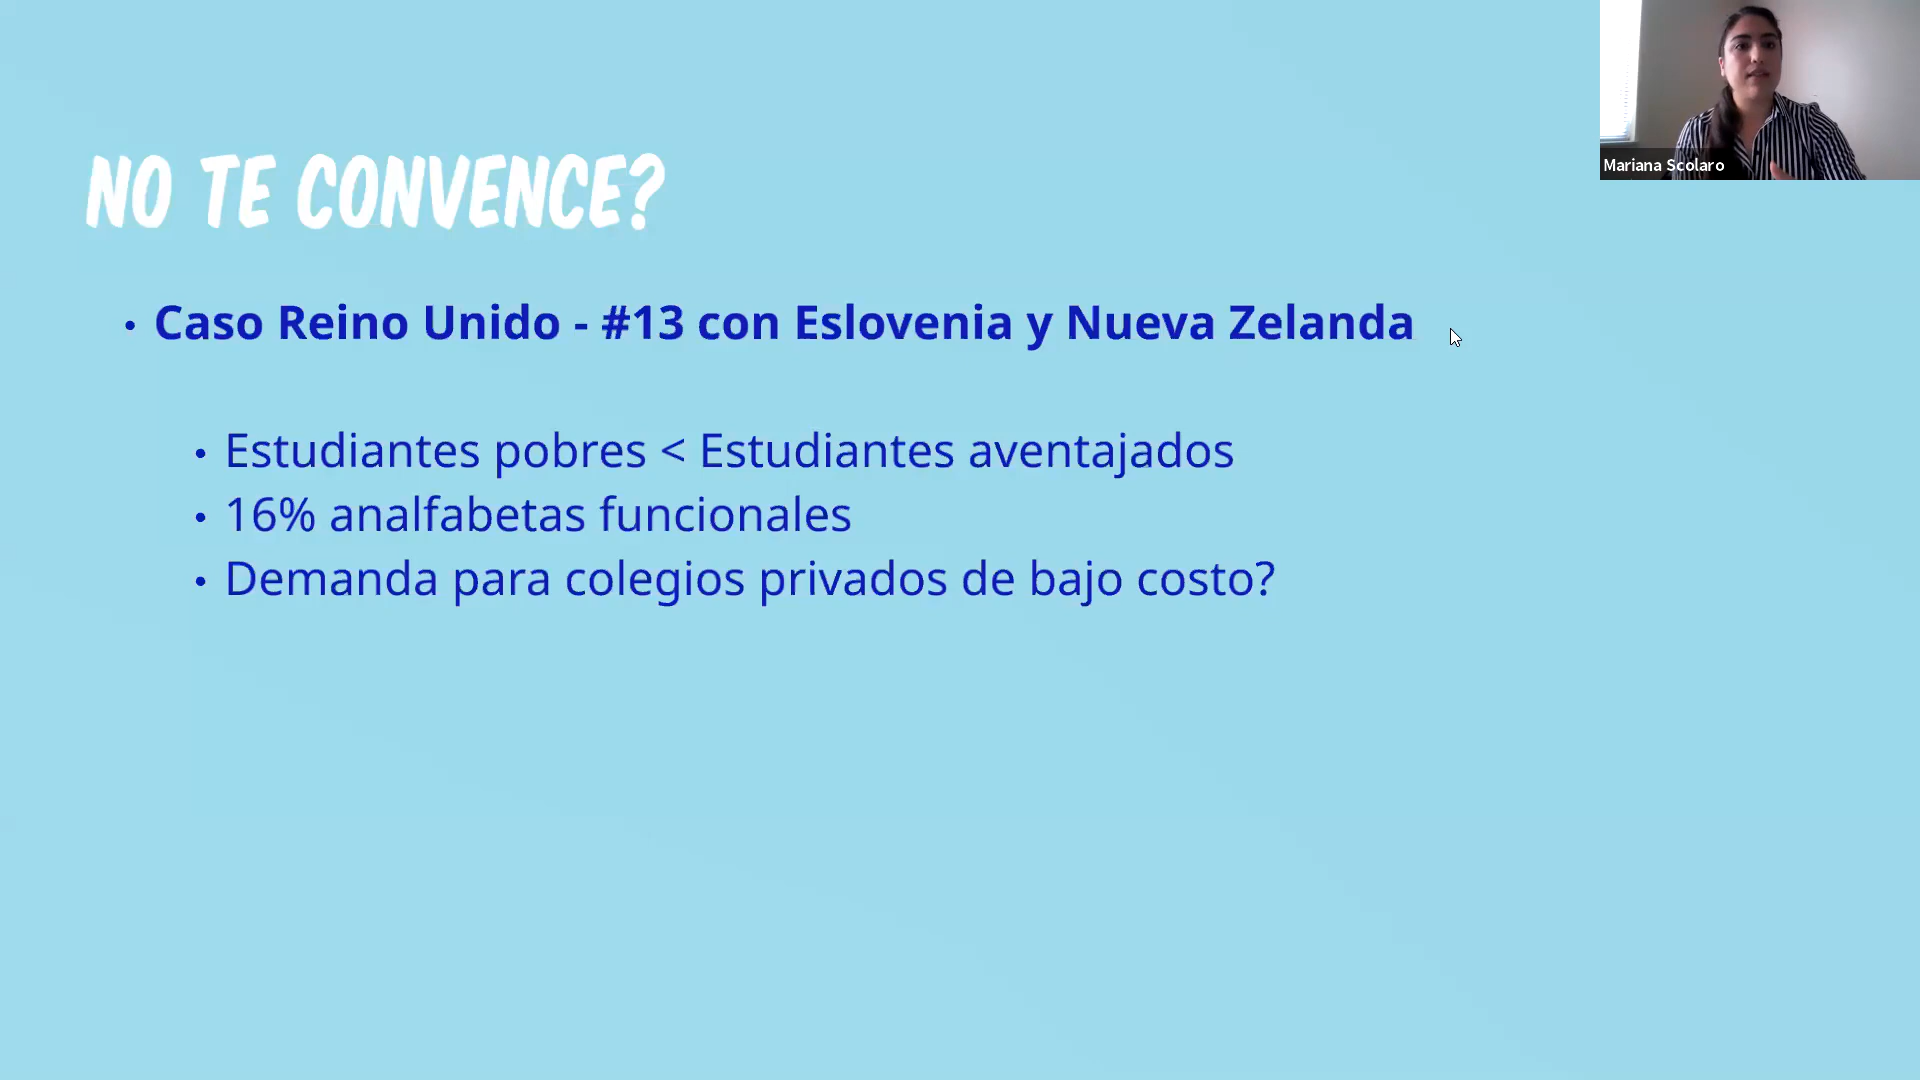 NO TE CONVENCE?
• Caso Reino Unido - #13 con Eslovenia y Nueva Zelanda
• Estudiantes pobres < Estudiantes aventajados
• 16% analfabetas funcionales
• Demanda para colegios privados de bajo costo?
Mariana Scolaro